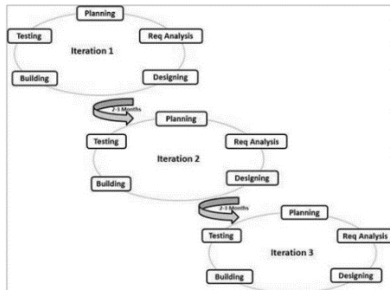 Planning
Testing
Req Analysis
Iteration 1
Building
Designing
2-3 Months
Planning
Testing
Req Analysis
Iteration 2
Designing
Building
2-3 Months
Planning
Testing
Req Analysis
Iteration 3
Building
Designing